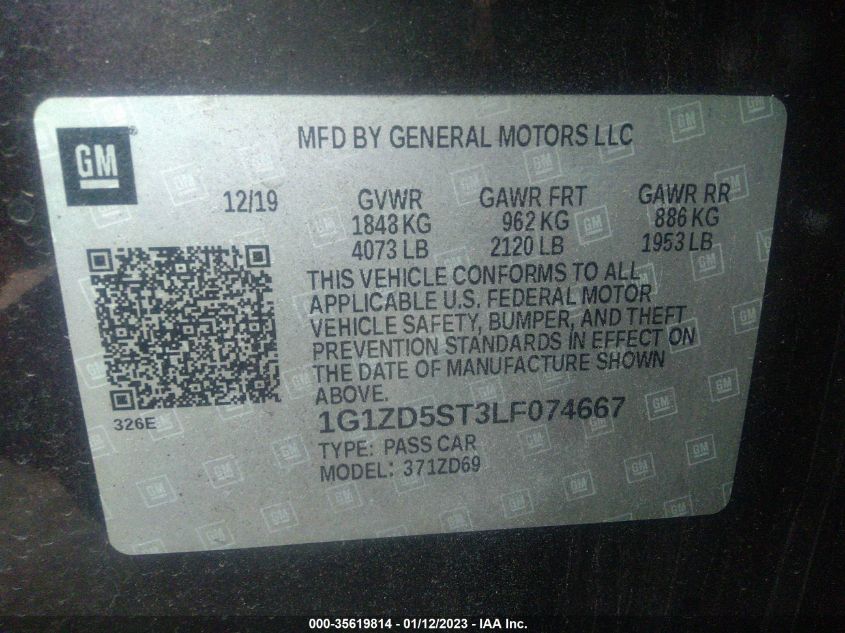 MFD BY GENERAL MOTORS LLC
GM®
12/19 GVWR GAWR FRT GAWR RR
1848 KG 962 KG 886 KG
4073 LB 2120 LB 1953 LB
THIS VEHICLE CONFORMS TO ALL
APPLICABLE U.S. FEDERAL MOTOR
VEHICLE SAFETY, BUMPER, AND THEFT
PREVENTION STANDARDS IN EFFECT ON
THE DATE OF MANUFACTURE SHOWN
ABOVE.
326E
1G1ZD5ST3LF074667
TYPE: PASS CAR
MODEL: 371ZD69
000-35619814 - 01/12/2023 - IAA Inc.